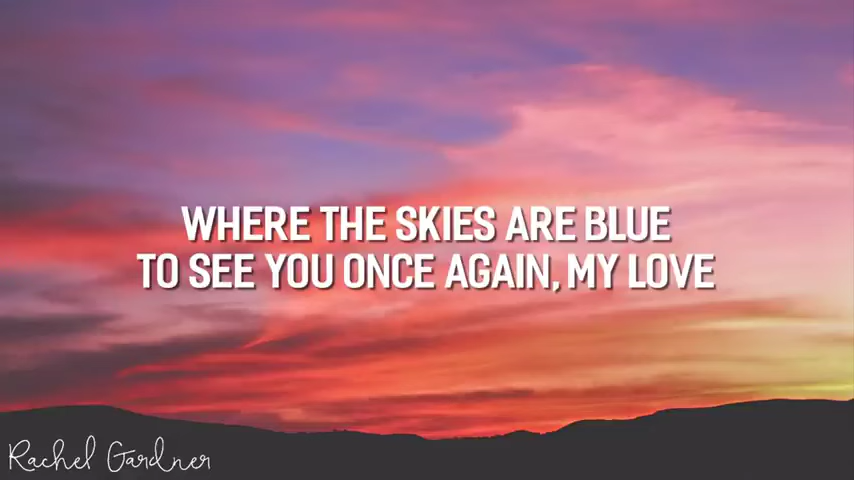 WHERE THE SKIES ARE BLUE
TO SEE YOU ONCE AGAIN, MY LOVE
Rachel Gardner